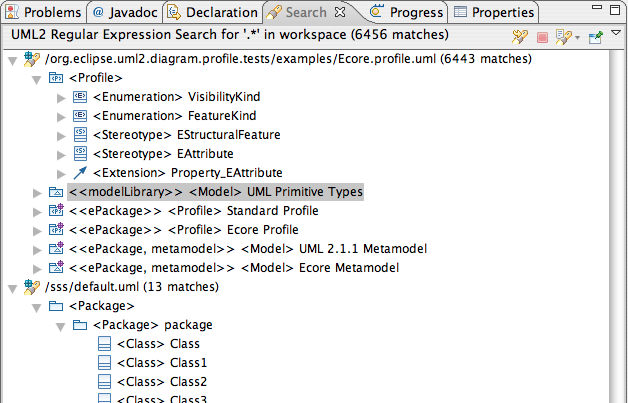 Problems @ Javadoc Declaration Search Progress Properties
UML2 Regular Expression Search for '.*' in workspace (6456 matches)
/org.eclipse.uml2.diagram.profile.tests/examples/Ecore.profile.uml (6443 matches)
<Profile>
<Enumeration> VisibilityKind
<Enumeration> FeatureKind
<Stereotype> EStructuralFeature
<Stereotype> EAttribute
<Extension> Property_EAttribute
<<modelLibrary>> <Model> UML Primitive Types
<<ePackage>> <Profile> Standard Profile
<<ePackage>> <Profile> Ecore Profile
<<ePackage, metamodel>> <Model> UML 2.1.1 Metamodel
<<ePackage, metamodel>> <Model> Ecore Metamodel
/sss/default.uml (13 matches)
<Package>
<Package> package
<Class> Class
<Class> Class1
<Class> Class2
<Class> Class3